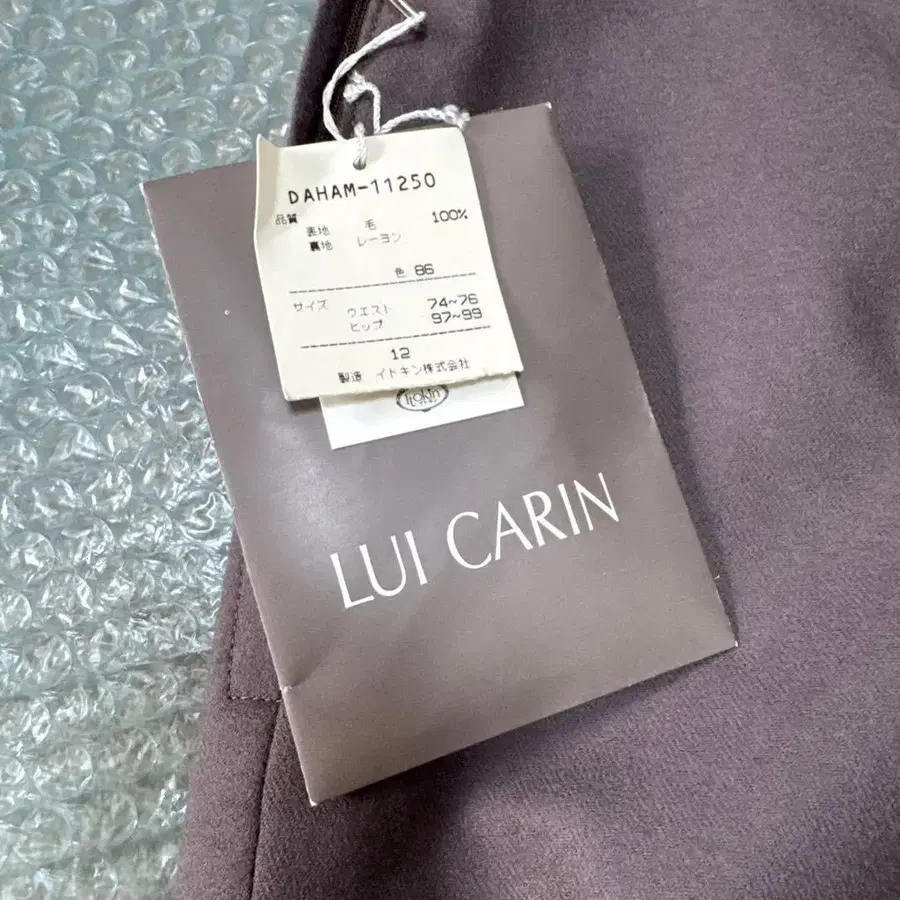 DAHAM-11250
品質
表地 毛 100%
裏地 レーヨン
色 86
サイズ ウエスト 74~76
ヒップ 97~99
12
製造 イトキン株式会社
itokin
LUI CARIN